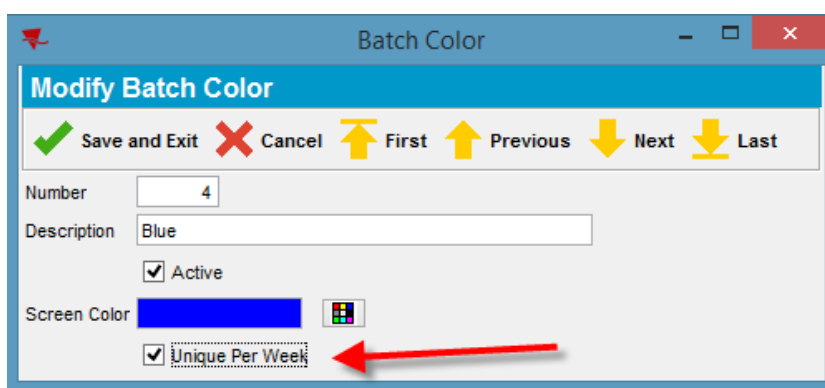 Batch Color
Modify Batch Color
Save and Exit Cancel First Previous Next Last
Number 4
Description Blue
Active
Screen Color
Unique Per Week